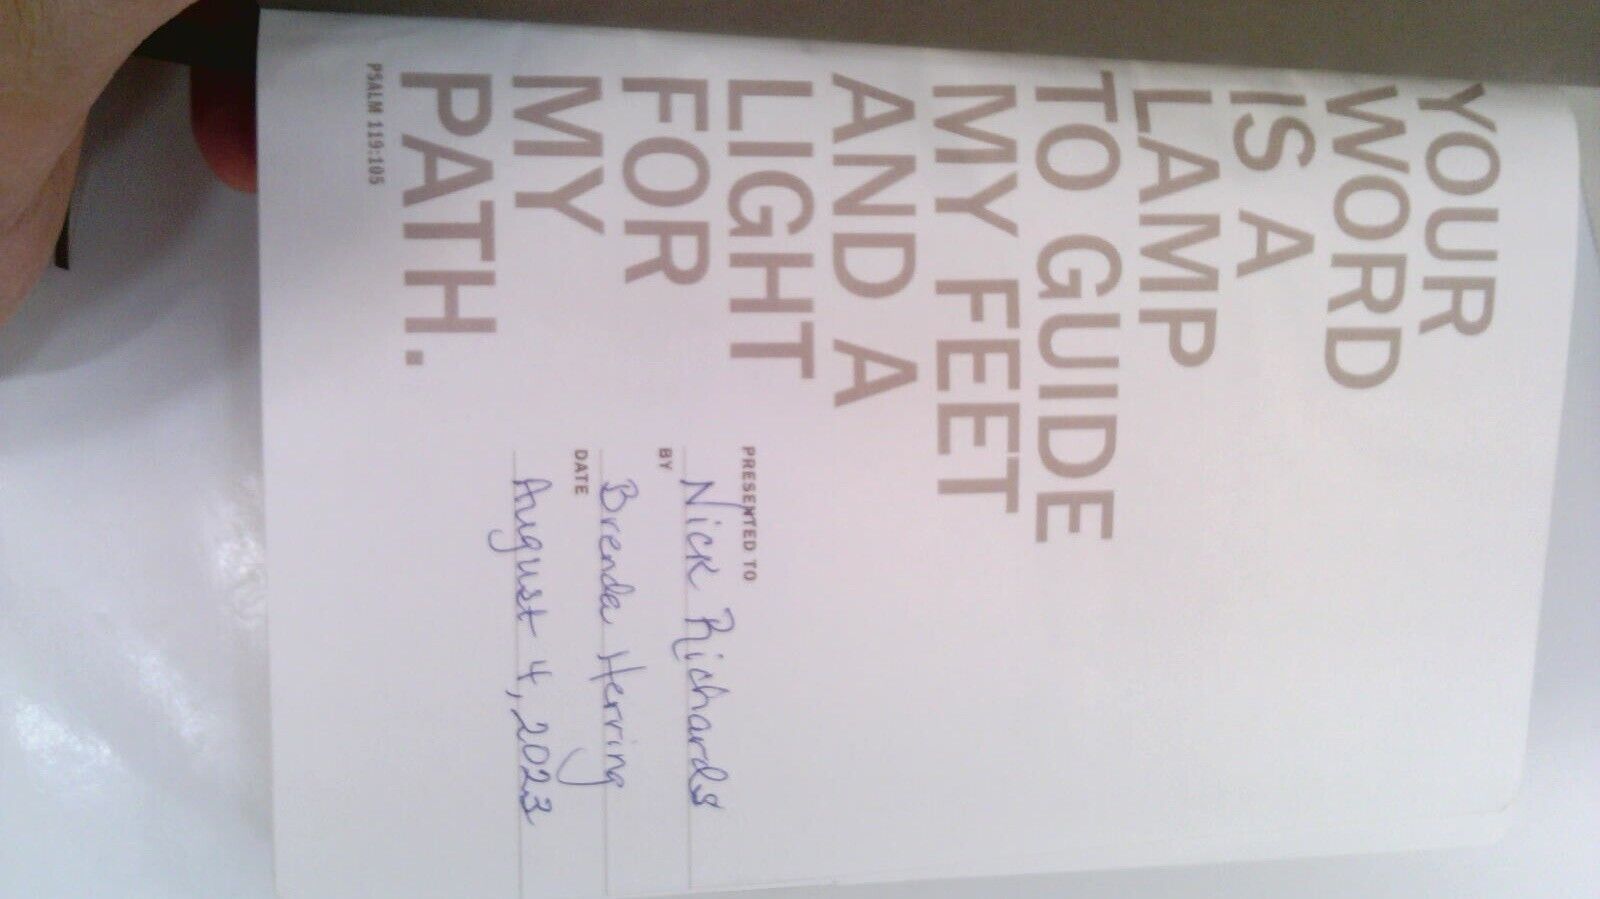 YOUR
WORD
IS A
LAMP
TO GUIDE
MY FEET
AND A
LIGHT
FOR
MY
PATH.
PSALM 119:105
PRESENTED TO
Nick Richards
BY
Brenda Herring
DATE
August 4, 2023